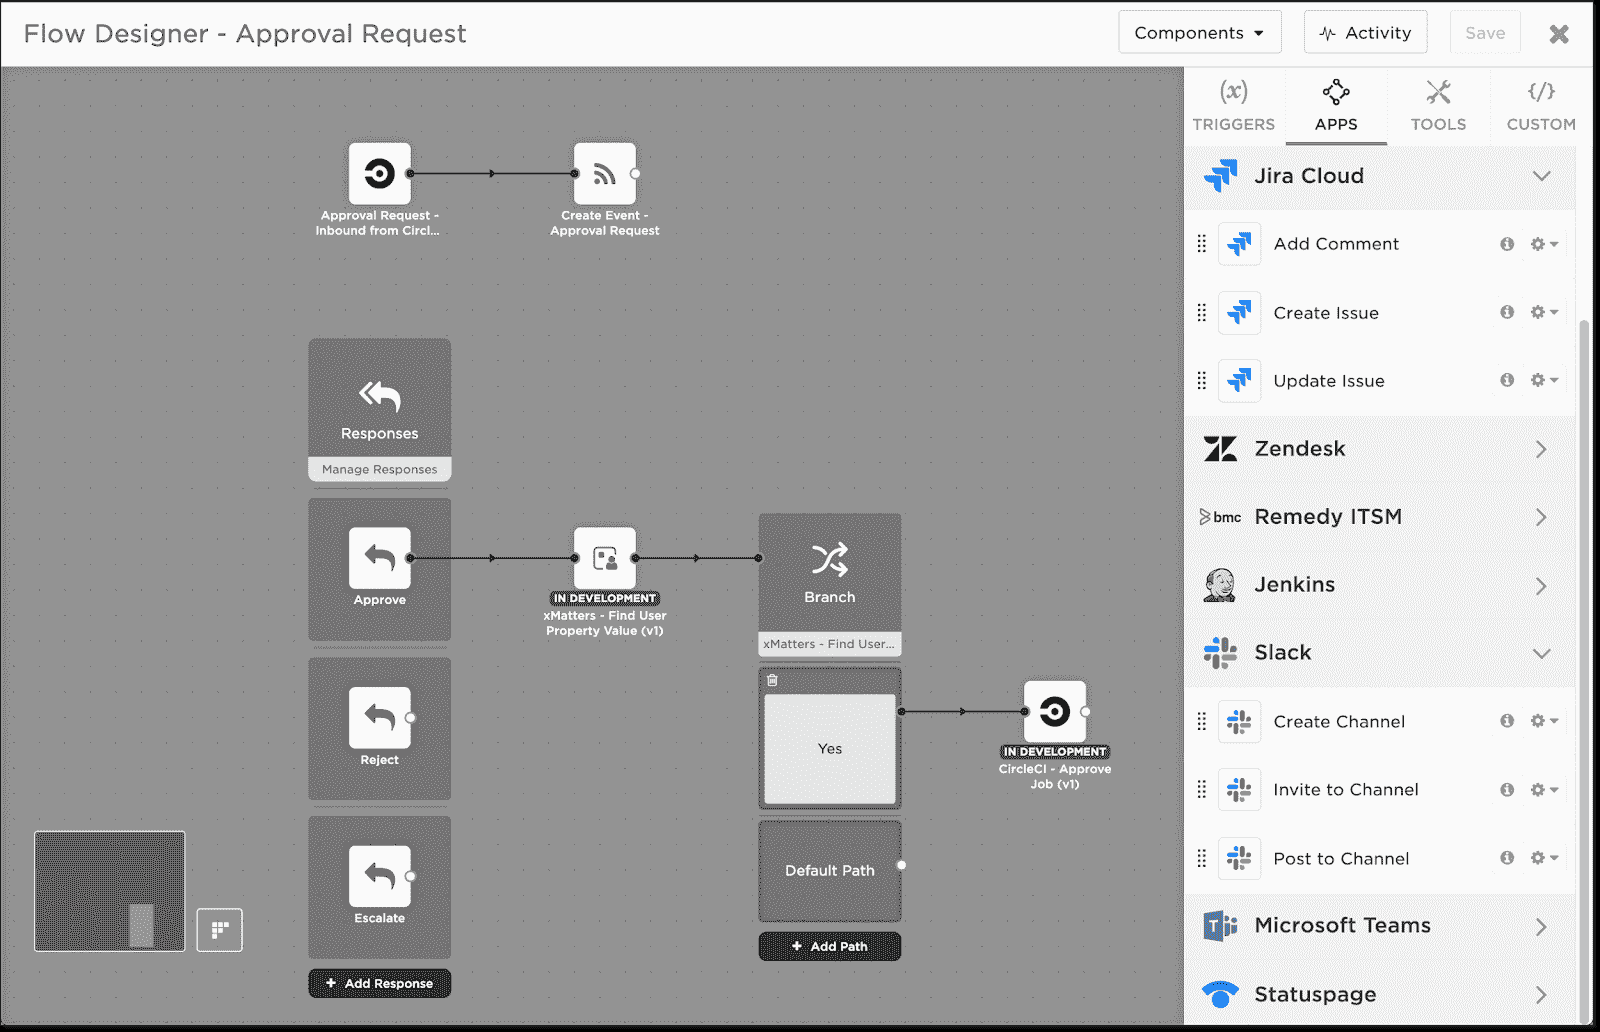 Flow Designer - Approval Request
Components
Activity
Save
(x)
TRIGGERS
APPS
TOOLS
{/}
CUSTOM
Approval Request -
Inbound from Circl...
Create Event -
Approval Request
Responses
Manage Responses
Approve
Reject
Escalate
+ Add Response
IN DEVELOPMENT
xMatters - Find User
Property Value (v1)
Branch
xMatters - Find User...
Yes
Default Path
+ Add Path
IN DEVELOPMENT
CircleCI - Approve
Job (v1)
Jira Cloud
Add Comment
Create Issue
Update Issue
Zendesk
bmc Remedy ITSM
Jenkins
Slack
Create Channel
Invite to Channel
Post to Channel
Microsoft Teams
Statuspage